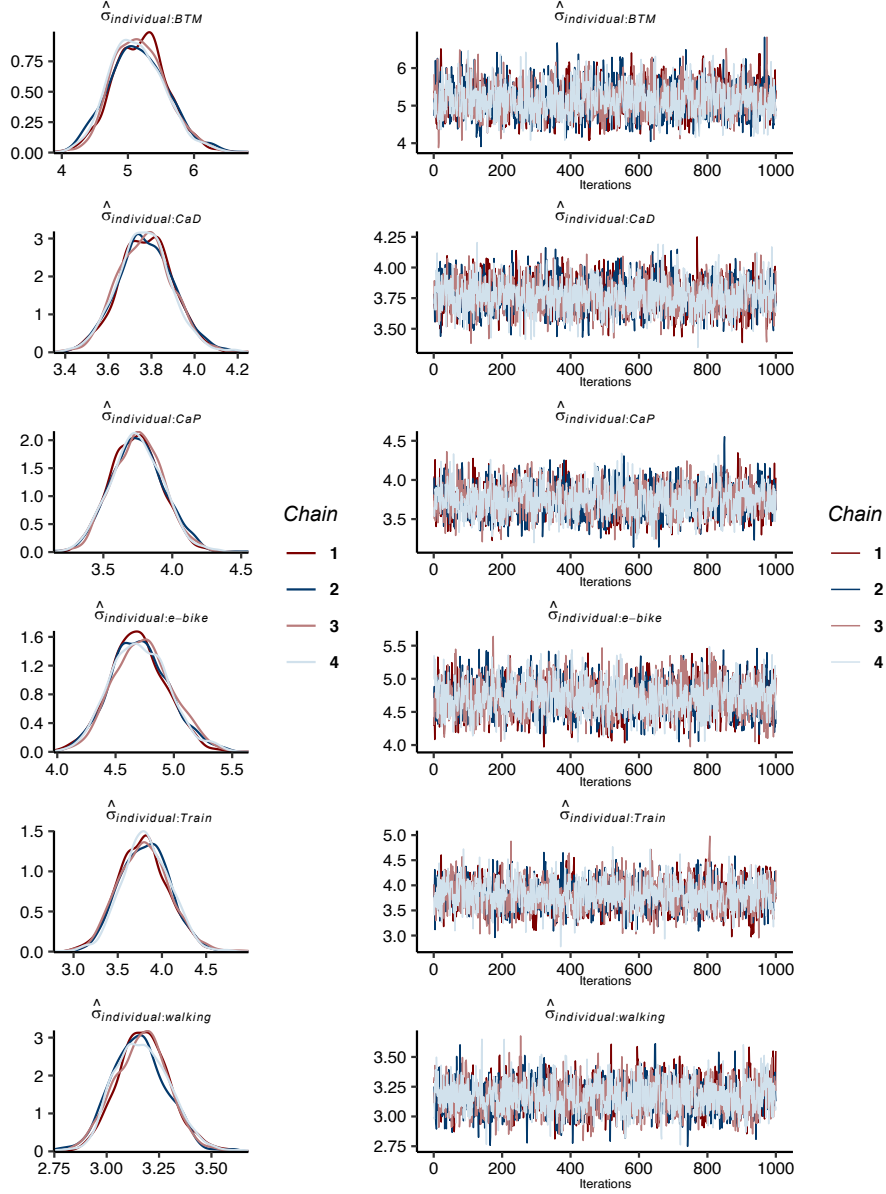 σ̂individual:BTM σ̂individual:BTM
0.75
0.50
0.25
0.00
4 5 6
6
5
4
0 200 400 600 800 1000
Iterations
σ̂individual:CaD σ̂individual:CaD
3
2
1
0
3.4 3.6 3.8 4.0 4.2
4.25
4.00
3.75
3.50
0 200 400 600 800 1000
Iterations
σ̂individual:CaP σ̂individual:CaP
2.0
1.5
1.0
0.5
0.0
3.5 4.0 4.5
4.5
4.0
3.5
0 200 400 600 800 1000
Iterations
Chain
1
2
3
4
Chain
1
2
3
4
σ̂individual:e−bike σ̂individual:e−bike
1.6
1.2
0.8
0.4
0.0
4.0 4.5 5.0 5.5
5.5
5.0
4.5
4.0
0 200 400 600 800 1000
Iterations
σ̂individual:Train σ̂individual:Train
1.5
1.0
0.5
0.0
3.0 3.5 4.0 4.5
5.0
4.5
4.0
3.5
3.0
0 200 400 600 800 1000
Iterations
σ̂individual:walking σ̂individual:walking
3
2
1
0
2.75 3.00 3.25 3.50
3.50
3.25
3.00
2.75
0 200 400 600 800 1000
Iterations